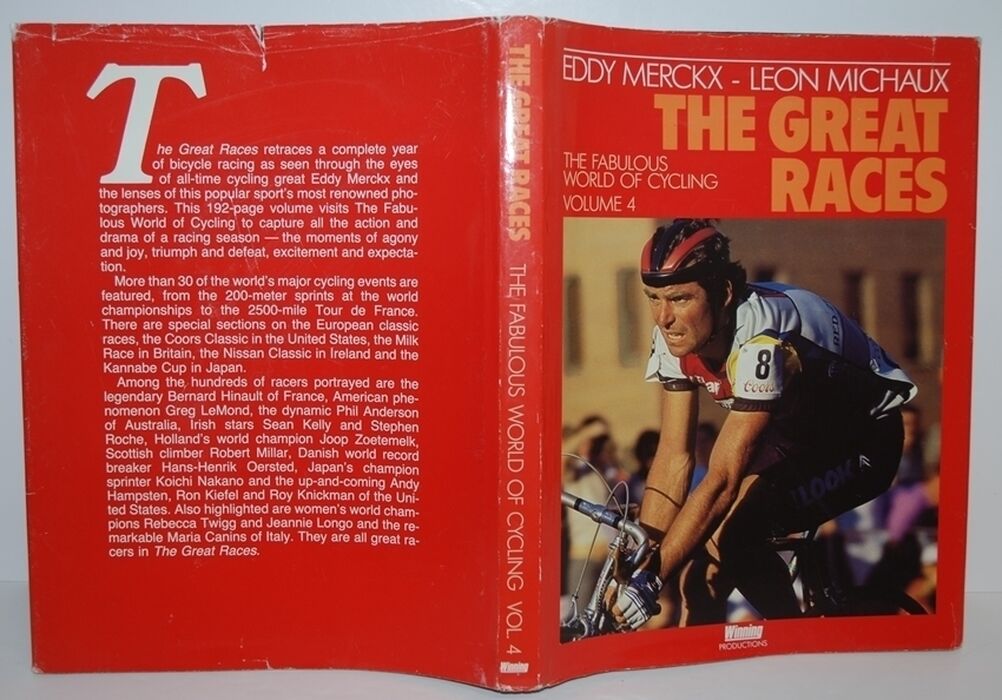 The Great Races retraces a complete year
of bicycle racing as seen through the eyes
of all-time cycling great Eddy Merckx and
the lenses of this popular sport's most renowned pho-
tographers. This 192-page volume visits The Fabu-
lous World of Cycling to capture all the action and
drama of a racing season — the moments of agony
and joy, triumph and defeat, excitement and expecta-
tion.
More than 30 of the world's major cycling events are
featured, from the 200-meter sprints at the world
championships to the 2500-mile Tour de France.
There are special sections on the European classic
races, the Coors Classic in the United States, the Milk
Race in Britain, the Nissan Classic in Ireland and the
Kannabe Cup in Japan.
Among the hundreds of racers portrayed are the
legendary Bernard Hinault of France, American phe-
nomenon Greg LeMond, the dynamic Phil Anderson
of Australia, Irish stars Sean Kelly and Stephen
Roche, Holland's world champion Joop Zoetemelk,
Scottish climber Robert Millar, Danish world record
breaker Hans-Henrik Oersted, Japan's champion
sprinter Koichi Nakano and the up-and-coming Andy
Hampsten, Ron Kiefel and Roy Knickman of the Uni-
ted States. Also highlighted are women's world cham-
pions Rebecca Twigg and Jeannie Longo and the re-
markable Maria Canins of Italy. They are all great ra-
cers in The Great Races.
THE GREAT RACES THE FABULOUS WORLD OF CYCLING VOL. 4
Winning
EDDY MERCKX - LEON MICHAUX
THE GREAT
RACES
THE FABULOUS
WORLD OF CYCLING
VOLUME 4
RED
8
Coors
LOOK
Winning
PRODUCTIONS